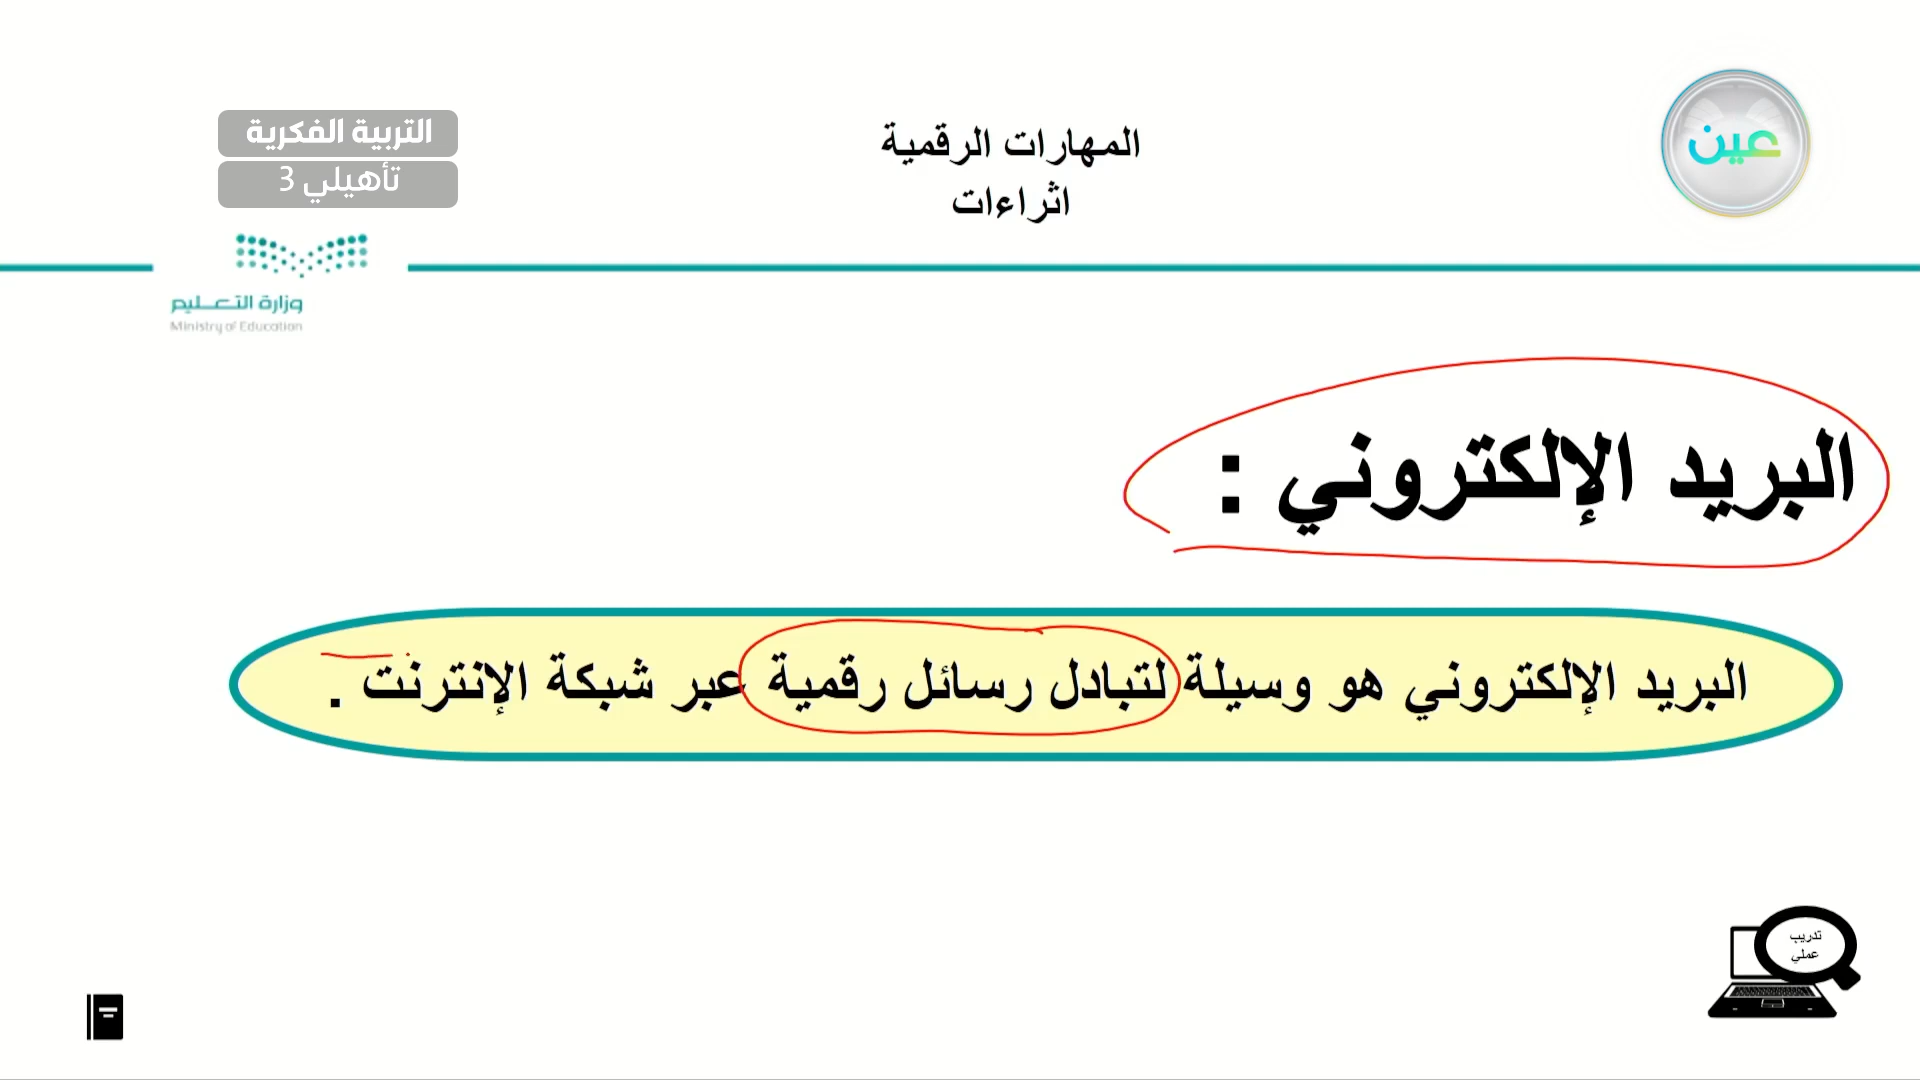 عين
المهارات الرقمية
اثراءات
التربية الفكرية
تأهيلي 3
وزارة التعليم
Ministry of Education
البريد الإلكتروني :
البريد الإلكتروني هو وسيلة لتبادل رسائل رقمية عبر شبكة الإنترنت .
تدريب
عملي